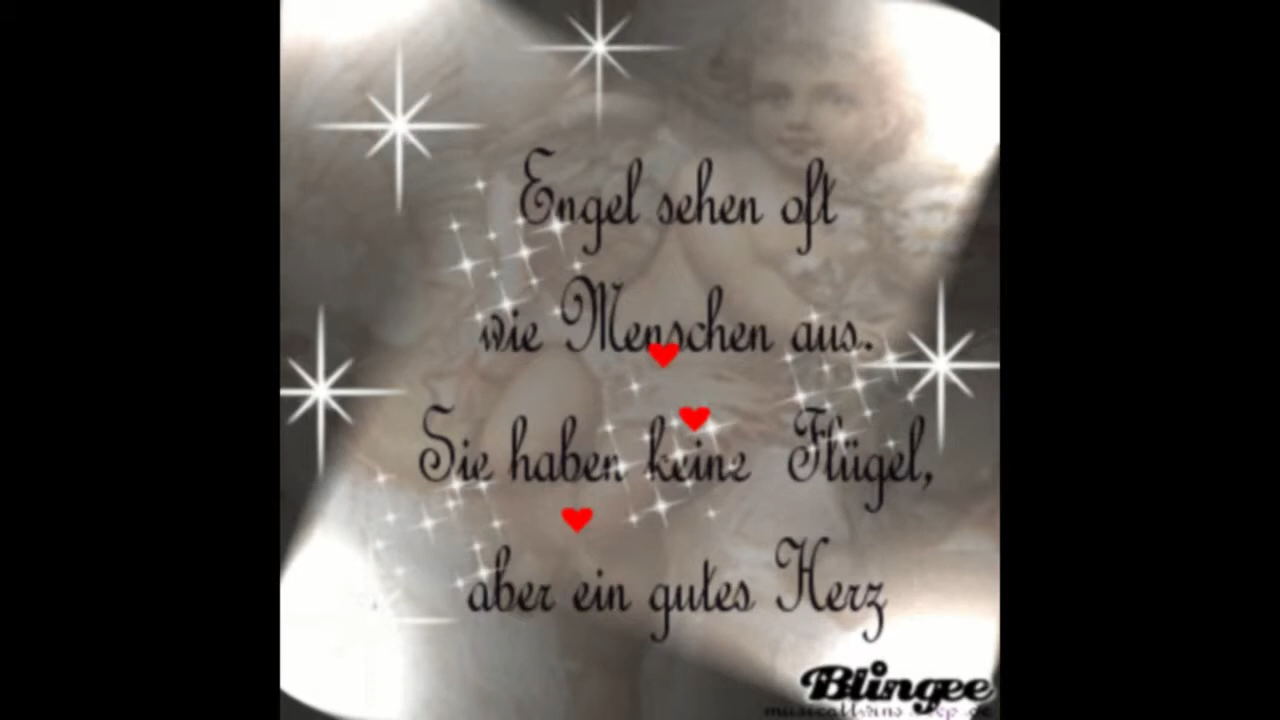 Engel sehen oft
wie Menschen aus.
Sie haben keine Flügel,
aber ein gutes Herz
Blingee